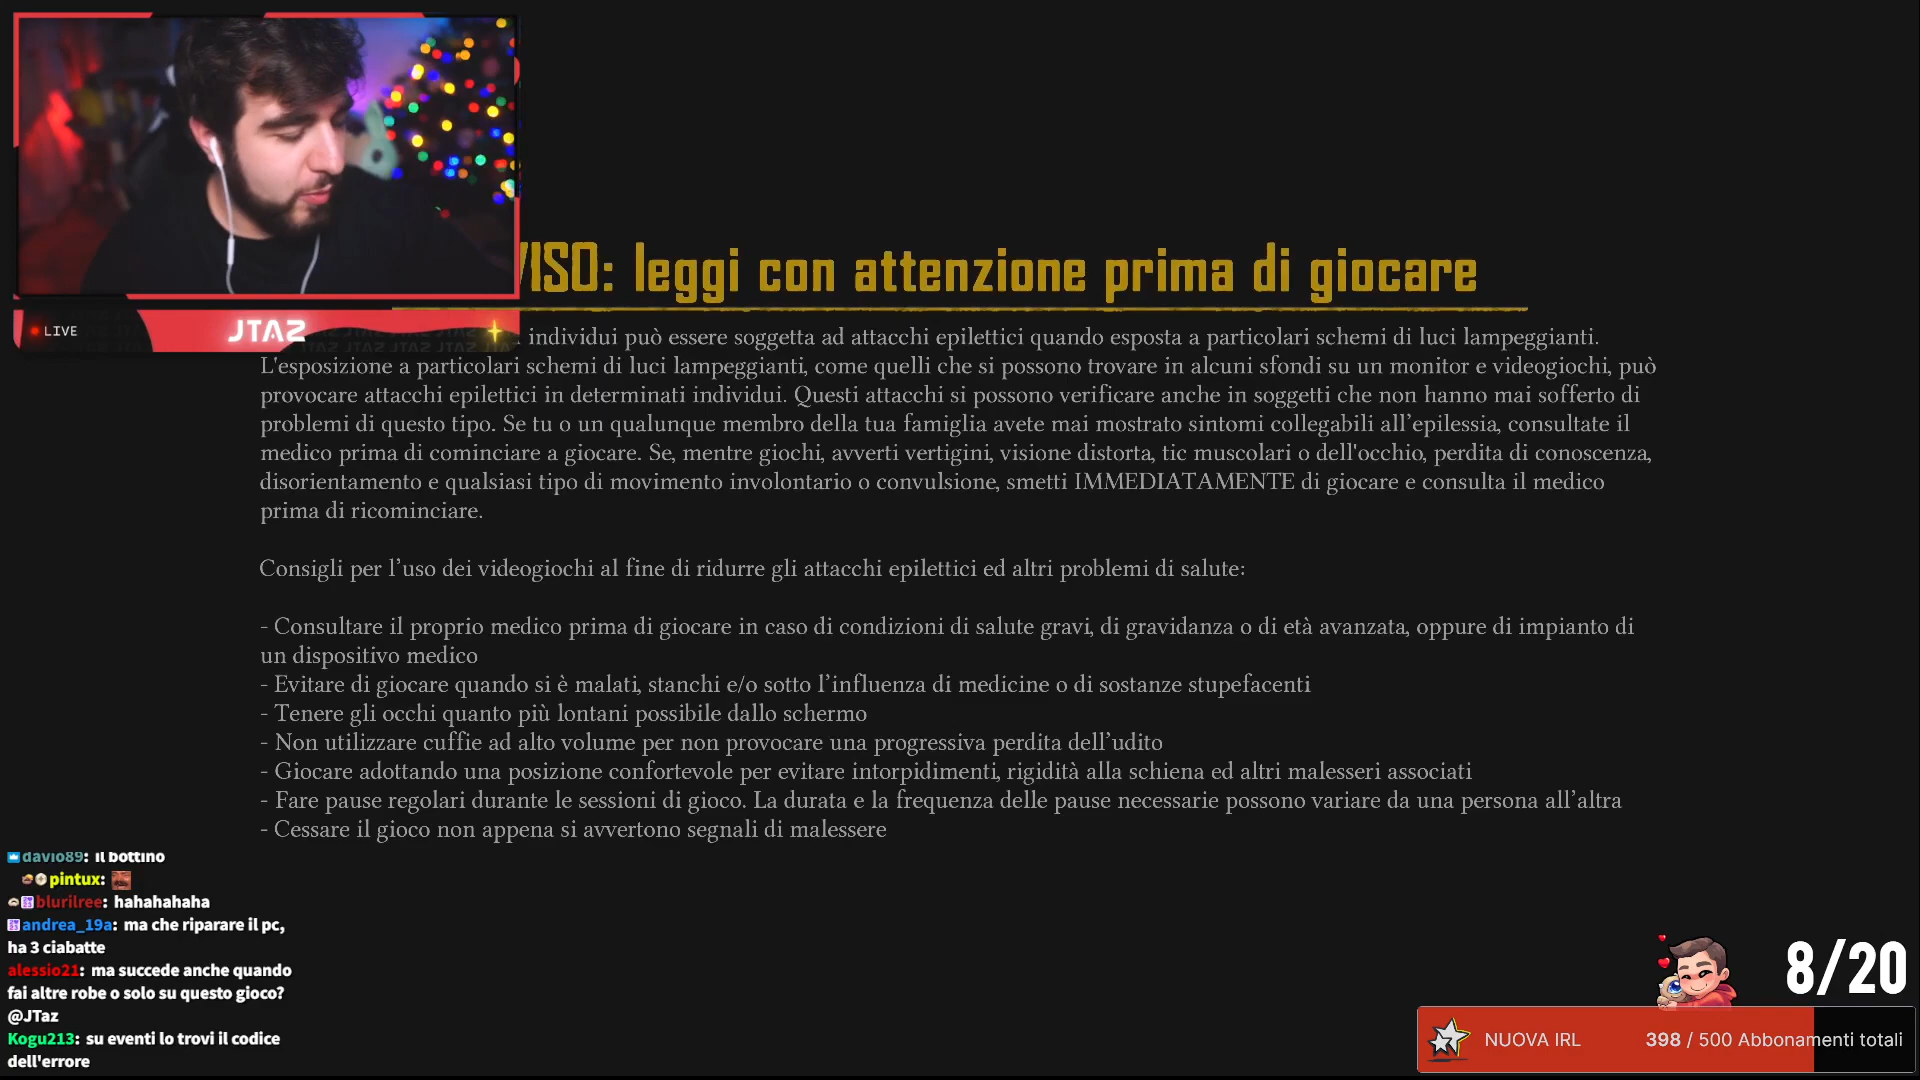 VISO: leggi con attenzione prima di giocare
LIVE
JTAZ
individui può essere soggetta ad attacchi epilettici quando esposta a particolari schemi di luci lampeggianti.
L'esposizione a particolari schemi di luci lampeggianti, come quelli che si possono trovare in alcuni sfondi su un monitor e videogiochi, può
provocare attacchi epilettici in determinati individui. Questi attacchi si possono verificare anche in soggetti che non hanno mai sofferto di
problemi di questo tipo. Se tu o un qualunque membro della tua famiglia avete mai mostrato sintomi collegabili all’epilessia, consultate il
medico prima di cominciare a giocare. Se, mentre giochi, avverti vertigini, visione distorta, tic muscolari o dell'occhio, perdita di conoscenza,
disorientamento e qualsiasi tipo di movimento involontario o convulsione, smetti IMMEDIATAMENTE di giocare e consulta il medico
prima di ricominciare.
Consigli per l’uso dei videogiochi al fine di ridurre gli attacchi epilettici ed altri problemi di salute:
- Consultare il proprio medico prima di giocare in caso di condizioni di salute gravi, di gravidanza o di età avanzata, oppure di impianto di
un dispositivo medico
- Evitare di giocare quando si è malati, stanchi e/o sotto l’influenza di medicine o di sostanze stupefacenti
- Tenere gli occhi quanto più lontani possibile dallo schermo
- Non utilizzare cuffie ad alto volume per non provocare una progressiva perdita dell’udito
- Giocare adottando una posizione confortevole per evitare intorpidimenti, rigidità alla schiena ed altri malesseri associati
- Fare pause regolari durante le sessioni di gioco. La durata e la frequenza delle pause necessarie possono variare da una persona all’altra
- Cessare il gioco non appena si avvertono segnali di malessere
davio89: il bottino
pintux:
blurilree: hahahahaha
andrea_19a: ma che riparare il pc,
ha 3 ciabatte
alessio21: ma succede anche quando
fai altre robe o solo su questo gioco?
@JTaz
Kogu213: su eventi lo trovi il codice
dell'errore
8/20
NUOVA IRL 398 / 500 Abbonamenti totali